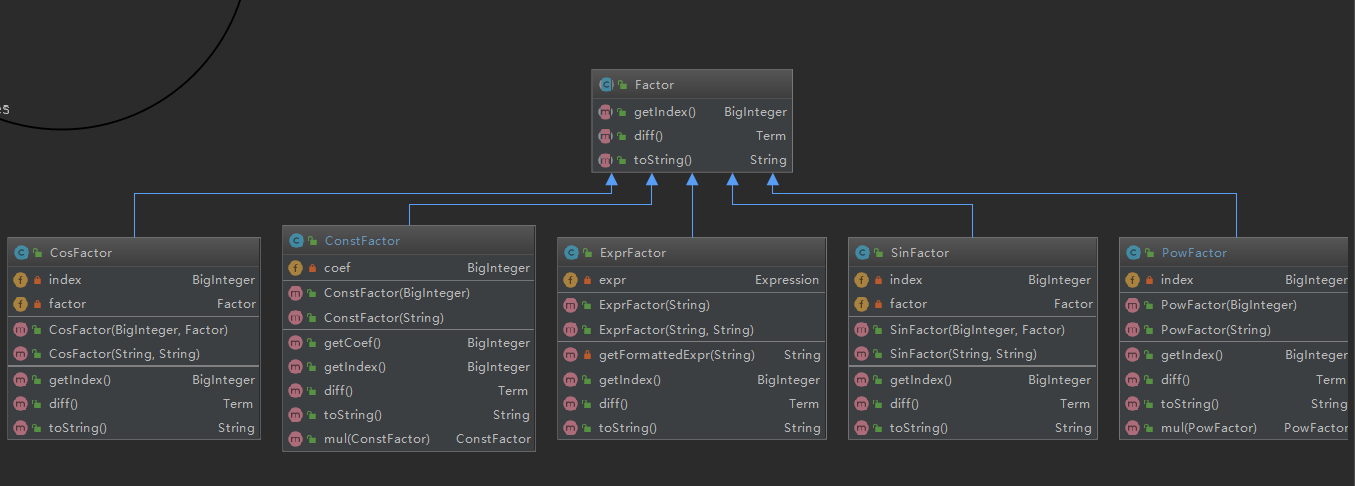 es
Factor
getIndex() BigInteger
diff() Term
toString() String
CosFactor
index BigInteger
factor Factor
CosFactor(BigInteger, Factor)
CosFactor(String, String)
getIndex() BigInteger
diff() Term
toString() String
ConstFactor
coef BigInteger
ConstFactor(BigInteger)
ConstFactor(String)
getCoef() BigInteger
getIndex() BigInteger
diff() Term
toString() String
mul(ConstFactor) ConstFactor
ExprFactor
expr Expression
ExprFactor(String)
ExprFactor(String, String)
getFormattedExpr(String) String
getIndex() BigInteger
diff() Term
toString() String
SinFactor
index BigInteger
factor Factor
SinFactor(BigInteger, Factor)
SinFactor(String, String)
getIndex() BigInteger
diff() Term
toString() String
PowFactor
index BigInteger
PowFactor(BigInteger)
PowFactor(String)
getIndex() BigInteger
diff() Term
toString() String
mul(PowFactor) PowFactor